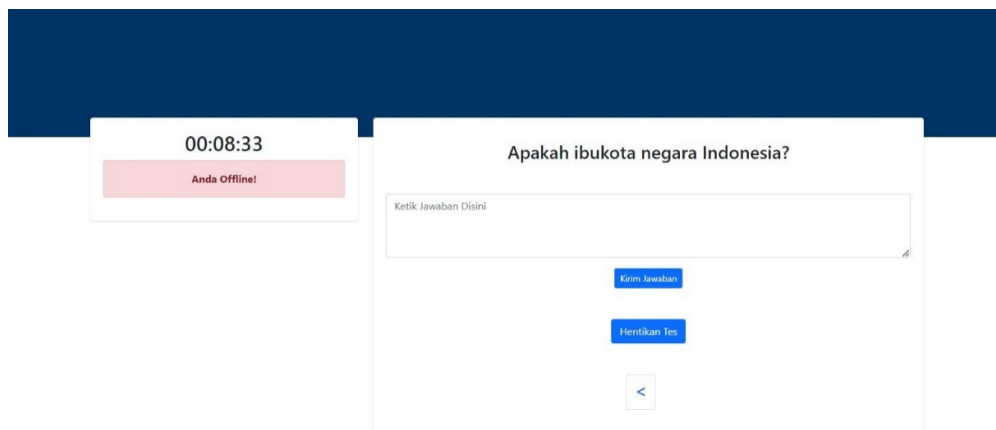 00:08:33
Anda Offline!
Apakah ibukota negara Indonesia?
Ketik Jawaban Disini
Kirim Jawaban
Hentikan Tes
<